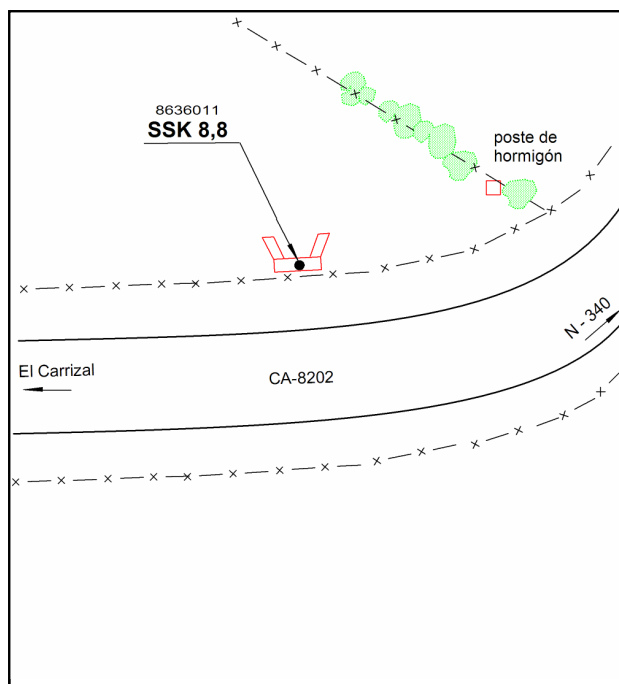 8636011
SSK 8,8
poste de
hormigón
N - 340
El Carrizal
CA-8202